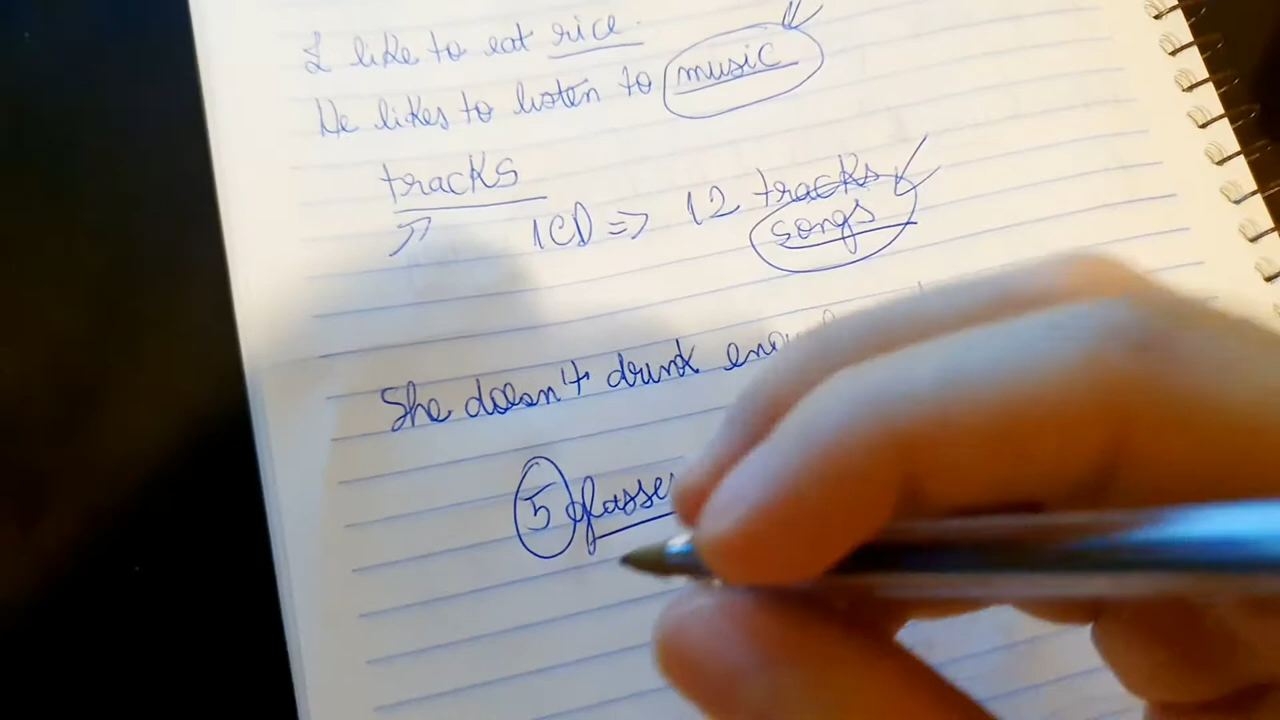 I like to eat rice.
He likes to listen to music
tracks
1CD => 12 tracks
songs
She doesn't drink
5